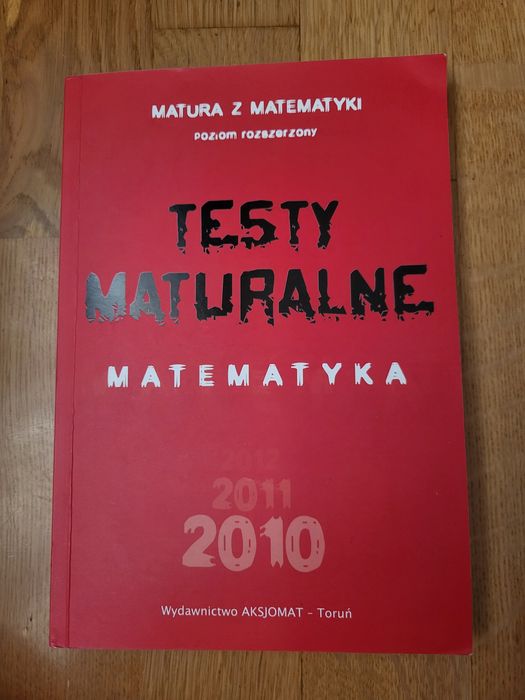 MATURA Z MATEMATYKI
poziom rozszerzony
TESTY
MATURALNE
MATEMATYKA
2012
2011
2010
Wydawnictwo AKSJOMAT - Toruń